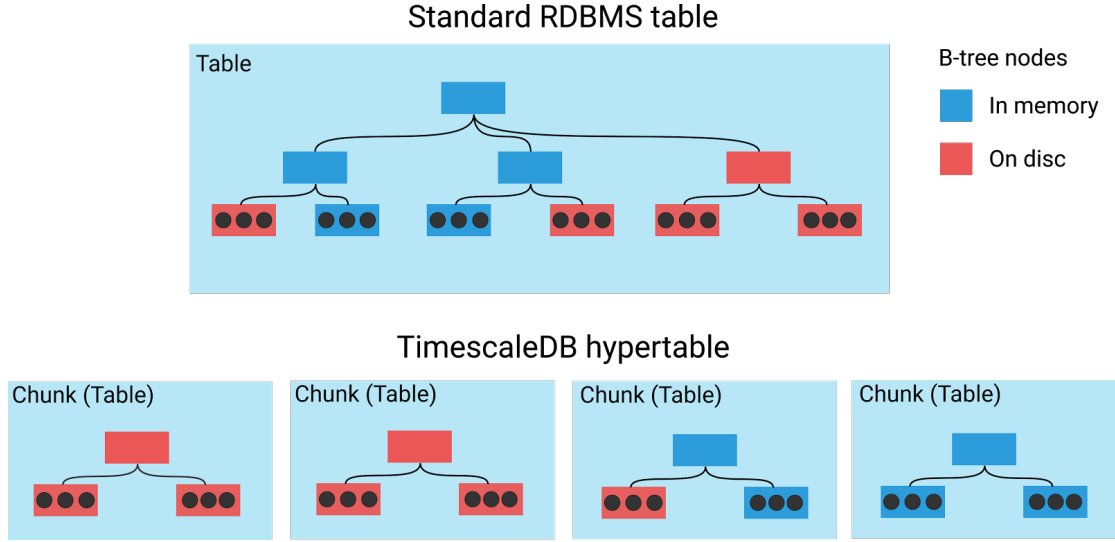 Standard RDBMS table
Table
B-tree nodes
In memory
On disc
TimescaleDB hypertable
Chunk (Table)
Chunk (Table)
Chunk (Table)
Chunk (Table)